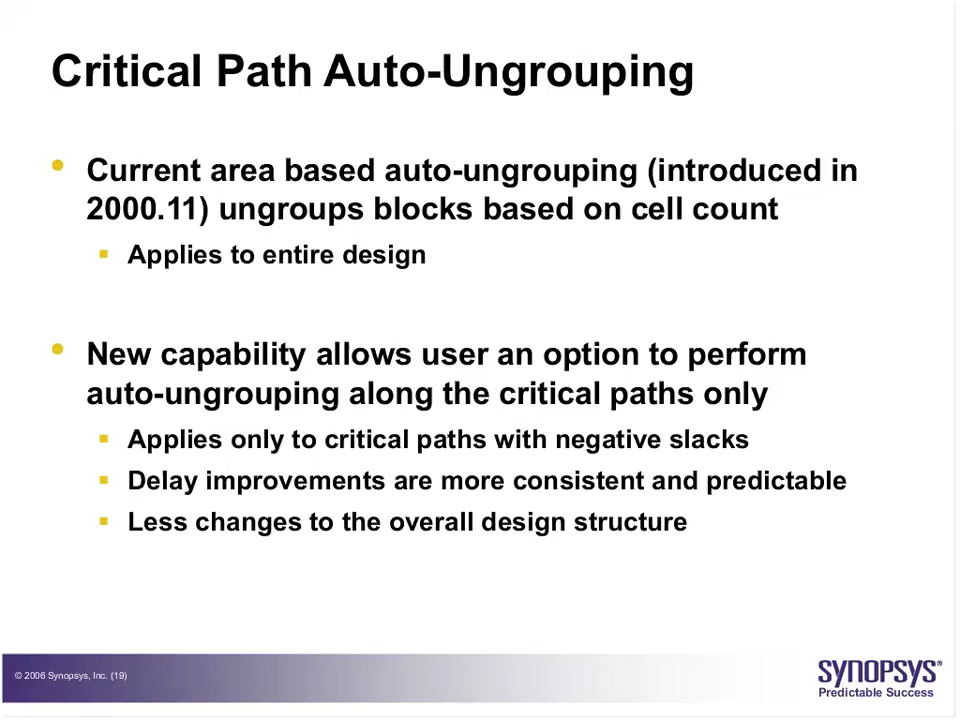 Critical Path Auto-Ungrouping
• Current area based auto-ungrouping (introduced in
2000.11) ungroups blocks based on cell count
▪ Applies to entire design
• New capability allows user an option to perform
auto-ungrouping along the critical paths only
▪ Applies only to critical paths with negative slacks
▪ Delay improvements are more consistent and predictable
▪ Less changes to the overall design structure
© 2006 Synopsys, Inc. (19)
SYNOPSYS®
Predictable Success